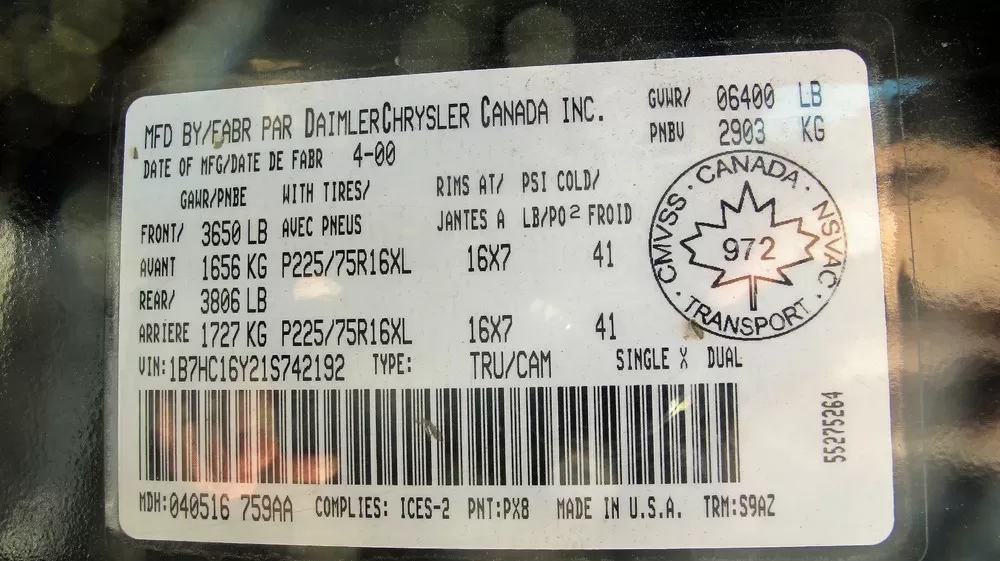 MFD BY/FABR PAR DAIMLERCHRYSLER CANADA INC.
GVWR/ 06400 LB
PNBV 2903 KG
DATE OF MFG/DATE DE FABR 4-00
GAWR/PNBE WITH TIRES/ RIMS AT/ PSI COLD/
FRONT/ 3650 LB AVEC PNEUS JANTES A LB/PO² FROID
AVANT 1656 KG P225/75R16XL 16X7 41
REAR/ 3806 LB
ARRIERE 1727 KG P225/75R16XL 16X7 41
CMVSS · CANADA · NSVAC · TRANSPORT ·
972
VIN:1B7HC16Y21S742192 TYPE: TRU/CAM SINGLE X DUAL
55275264
MDH:040516 759AA COMPLIES: ICES-2 PNT:PX8 MADE IN U.S.A. TRM:S9AZ